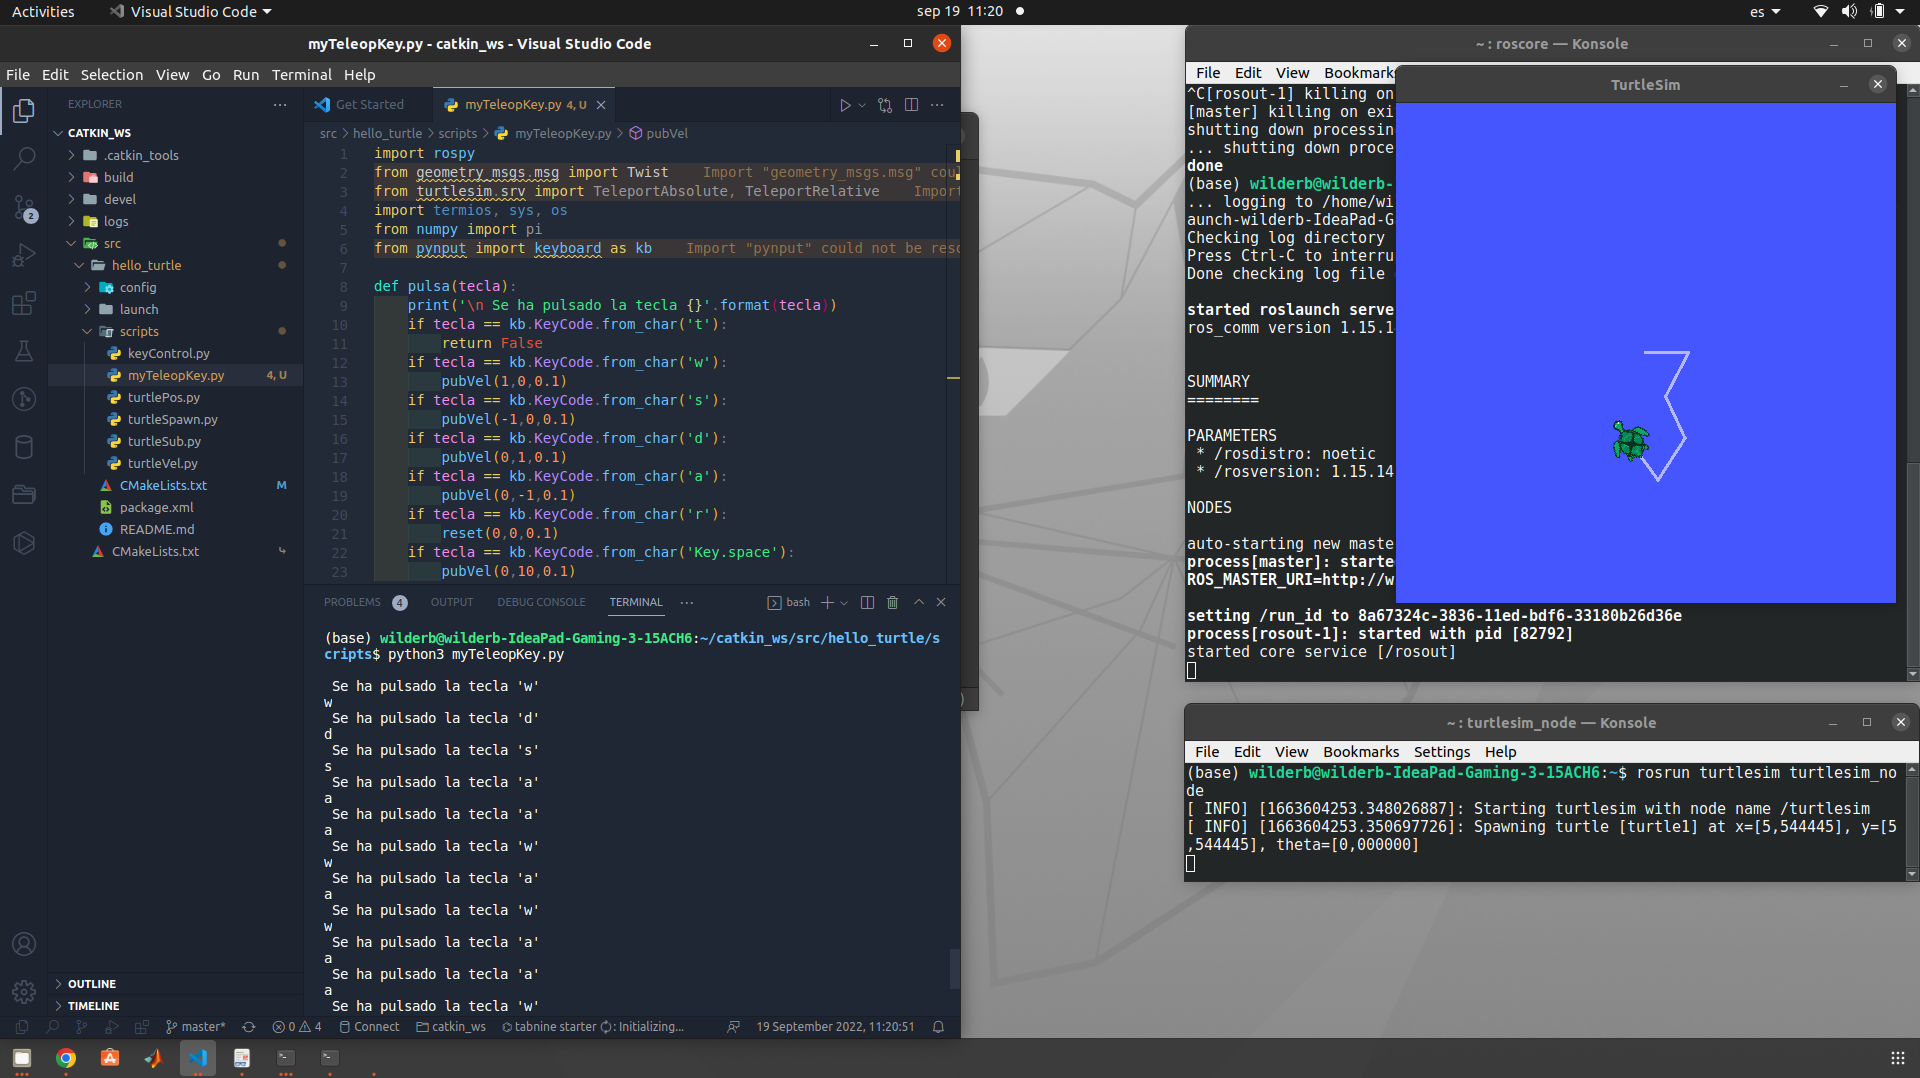 Activities
Visual Studio Code
sep 19 11:20
es
myTeleopKey.py - catkin_ws - Visual Studio Code
File Edit Selection View Go Run Terminal Help
EXPLORER
CATKIN_WS
.catkin_tools
build
devel
logs
src
hello_turtle
config
launch
scripts
keyControl.py
myTeleopKey.py 4, U
turtlePos.py
turtleSpawn.py
turtleSub.py
turtleVel.py
CMakeLists.txt M
package.xml
README.md
CMakeLists.txt
OUTLINE
TIMELINE
2
Get Started
myTeleopKey.py 4, U
src > hello_turtle > scripts > myTeleopKey.py > pubVel
1 import rospy
2 from geometry_msgs.msg import Twist Import "geometry_msgs.msg" cou
3 from turtlesim.srv import TeleportAbsolute, TeleportRelative Import
4 import termios, sys, os
5 from numpy import pi
6 from pynput import keyboard as kb Import "pynput" could not be reso
7
8 def pulsa(tecla):
9 print('\n Se ha pulsado la tecla {}'.format(tecla))
10 if tecla == kb.KeyCode.from_char('t'):
11 return False
12 if tecla == kb.KeyCode.from_char('w'):
13 pubVel(1,0,0.1)
14 if tecla == kb.KeyCode.from_char('s'):
15 pubVel(-1,0,0.1)
16 if tecla == kb.KeyCode.from_char('d'):
17 pubVel(0,1,0.1)
18 if tecla == kb.KeyCode.from_char('a'):
19 pubVel(0,-1,0.1)
20 if tecla == kb.KeyCode.from_char('r'):
21 reset(0,0,0.1)
22 if tecla == kb.KeyCode.from_char('Key.space'):
23 pubVel(0,10,0.1)
PROBLEMS 4 OUTPUT DEBUG CONSOLE TERMINAL
bash
(base) wilderb@wilderb-IdeaPad-Gaming-3-15ACH6:~/catkin_ws/src/hello_turtle/s
cripts$ python3 myTeleopKey.py
Se ha pulsado la tecla 'w'
w
Se ha pulsado la tecla 'd'
d
Se ha pulsado la tecla 's'
s
Se ha pulsado la tecla 'a'
a
Se ha pulsado la tecla 'a'
a
Se ha pulsado la tecla 'w'
w
Se ha pulsado la tecla 'a'
a
Se ha pulsado la tecla 'w'
w
Se ha pulsado la tecla 'a'
a
Se ha pulsado la tecla 'a'
a
Se ha pulsado la tecla 'w'
master* 0 4 Connect catkin_ws tabnine starter : Initializing... 19 September 2022, 11:20:51
~ : roscore — Konsole
File Edit View Bookmarks
^C[rosout-1] killing on
[master] killing on exi
shutting down processin
... shutting down proce
done
(base) wilderb@wilderb-
... logging to /home/wi
aunch-wilderb-IdeaPad-G
Checking log directory
Press Ctrl-C to interru
Done checking log file
started roslaunch serve
ros_comm version 1.15.1
SUMMARY
========
PARAMETERS
* /rosdistro: noetic
* /rosversion: 1.15.14
NODES
auto-starting new maste
process[master]: starte
ROS_MASTER_URI=http://w
setting /run_id to 8a67324c-3836-11ed-bdf6-33180b26d36e
process[rosout-1]: started with pid [82792]
started core service [/rosout]
TurtleSim
~ : turtlesim_node — Konsole
File Edit View Bookmarks Settings Help
(base) wilderb@wilderb-IdeaPad-Gaming-3-15ACH6:~$ rosrun turtlesim turtlesim_no
de
[ INFO] [1663604253.348026887]: Starting turtlesim with node name /turtlesim
[ INFO] [1663604253.350697726]: Spawning turtle [turtle1] at x=[5,544445], y=[5
,544445], theta=[0,000000]